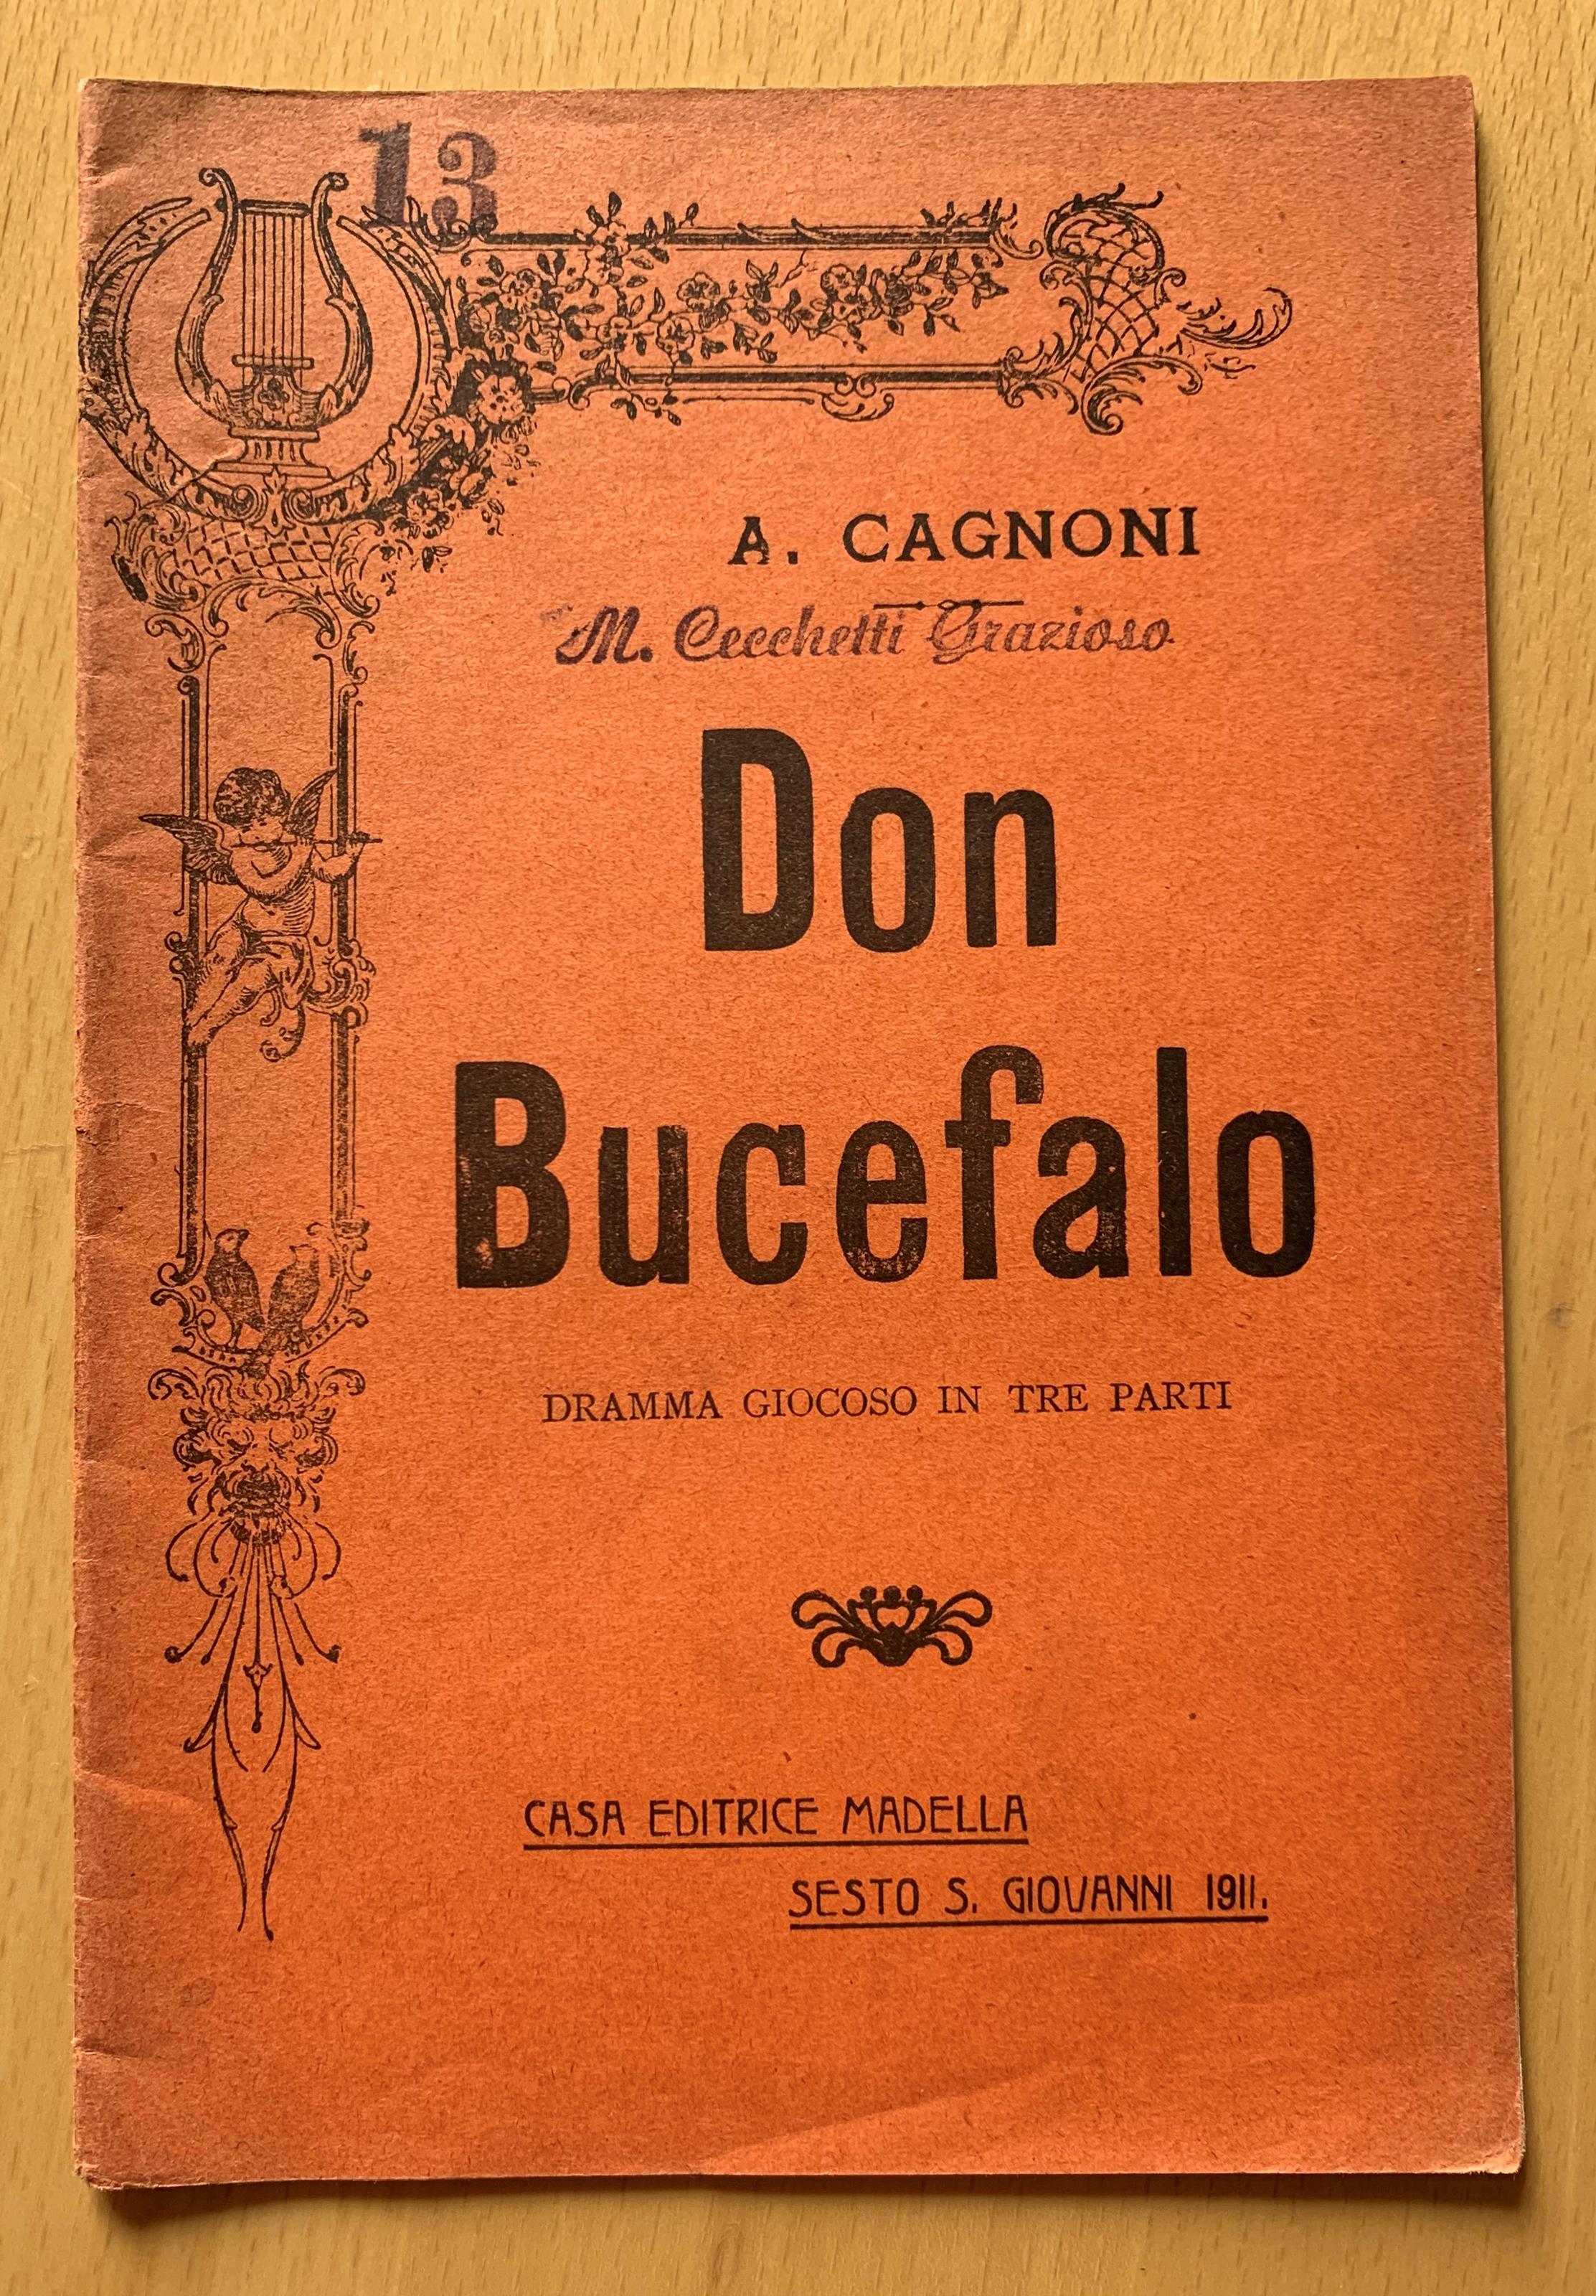 13
A. CAGNONI
M. Cecchetti Grazioso
Don
Bucefalo
DRAMMA GIOCOSO IN TRE PARTI
CASA EDITRICE MADELLA
SESTO S. GIOVANNI 1911.